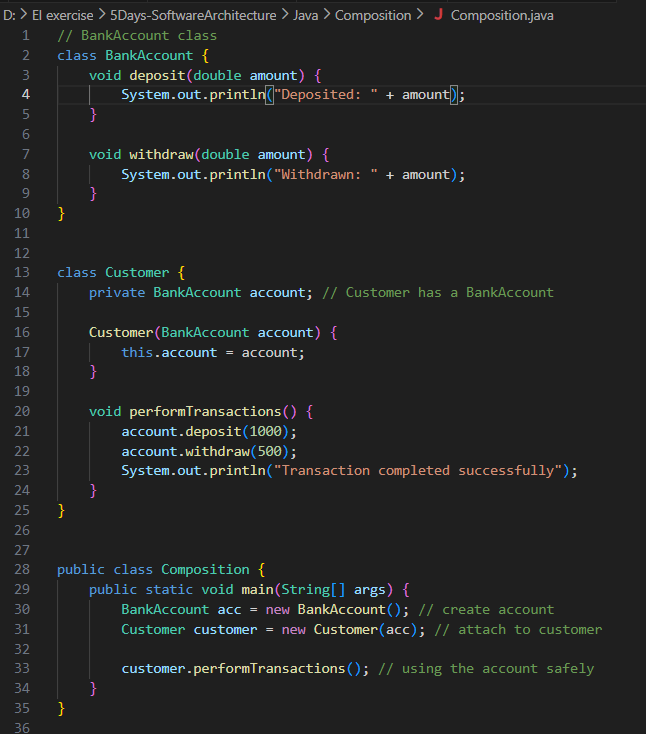 D: > EI exercise > 5Days-SoftwareArchitecture > Java > Composition > J Composition.java
1 // BankAccount class
2 class BankAccount {
3     void deposit(double amount) {
4         System.out.println("Deposited: " + amount);
5     }
6
7     void withdraw(double amount) {
8         System.out.println("Withdrawn: " + amount);
9     }
10 }
11
12
13 class Customer {
14     private BankAccount account; // Customer has a BankAccount
15
16     Customer(BankAccount account) {
17         this.account = account;
18     }
19
20     void performTransactions() {
21         account.deposit(1000);
22         account.withdraw(500);
23         System.out.println("Transaction completed successfully");
24     }
25 }
26
27
28 public class Composition {
29     public static void main(String[] args) {
30         BankAccount acc = new BankAccount(); // create account
31         Customer customer = new Customer(acc); // attach to customer
32
33         customer.performTransactions(); // using the account safely
34     }
35 }
36